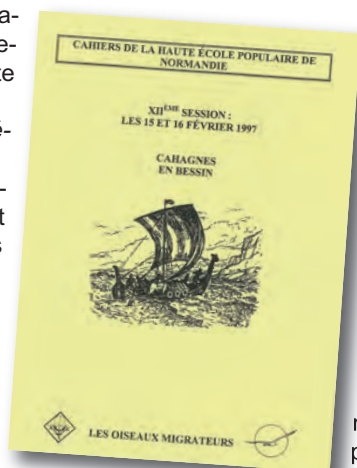 a-
e-
te
é-
-
t
s
CAHIERS DE LA HAUTE ÉCOLE POPULAIRE DE
NORMANDIE
XIIÈME SESSION :
LES 15 ET 16 FÉVRIER 1997
CAHAGNES
EN BESSIN
LES OISEAUX MIGRATEURS
r
p